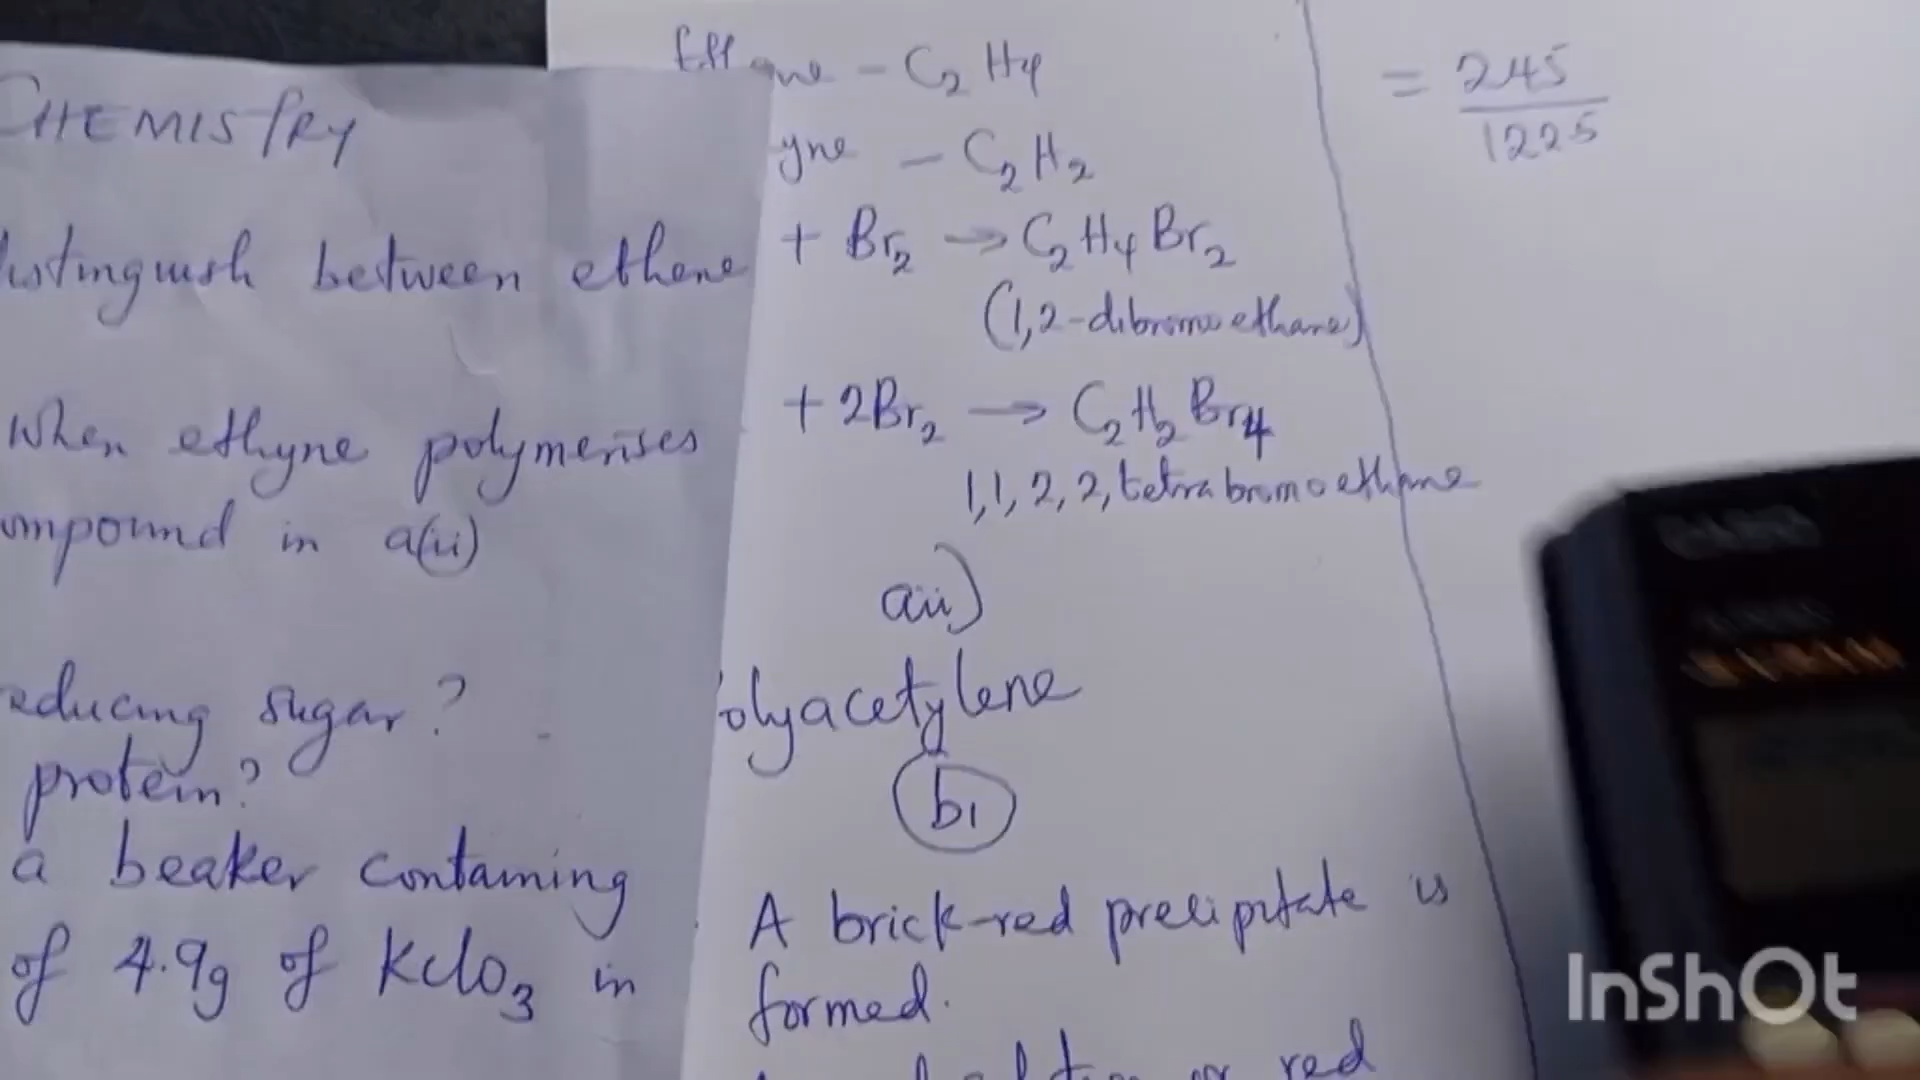 CHEMISTRY
distinguish between ethene
When ethyne polymerises
ompound in a(ii)
educing sugar?
protein?
a beaker containing
of 4.9g of KClO3 in
- C2H4
yne - C2H2
+ Br2 → C2H4Br2
(1,2-dibromoethane)
+ 2Br2 → C2H2Br4
1,1,2,2,tetrabromoethane
aii)
olyacetylene
b1
A brick-red precipitate is
formed.
red
= 245
1225
InShOt